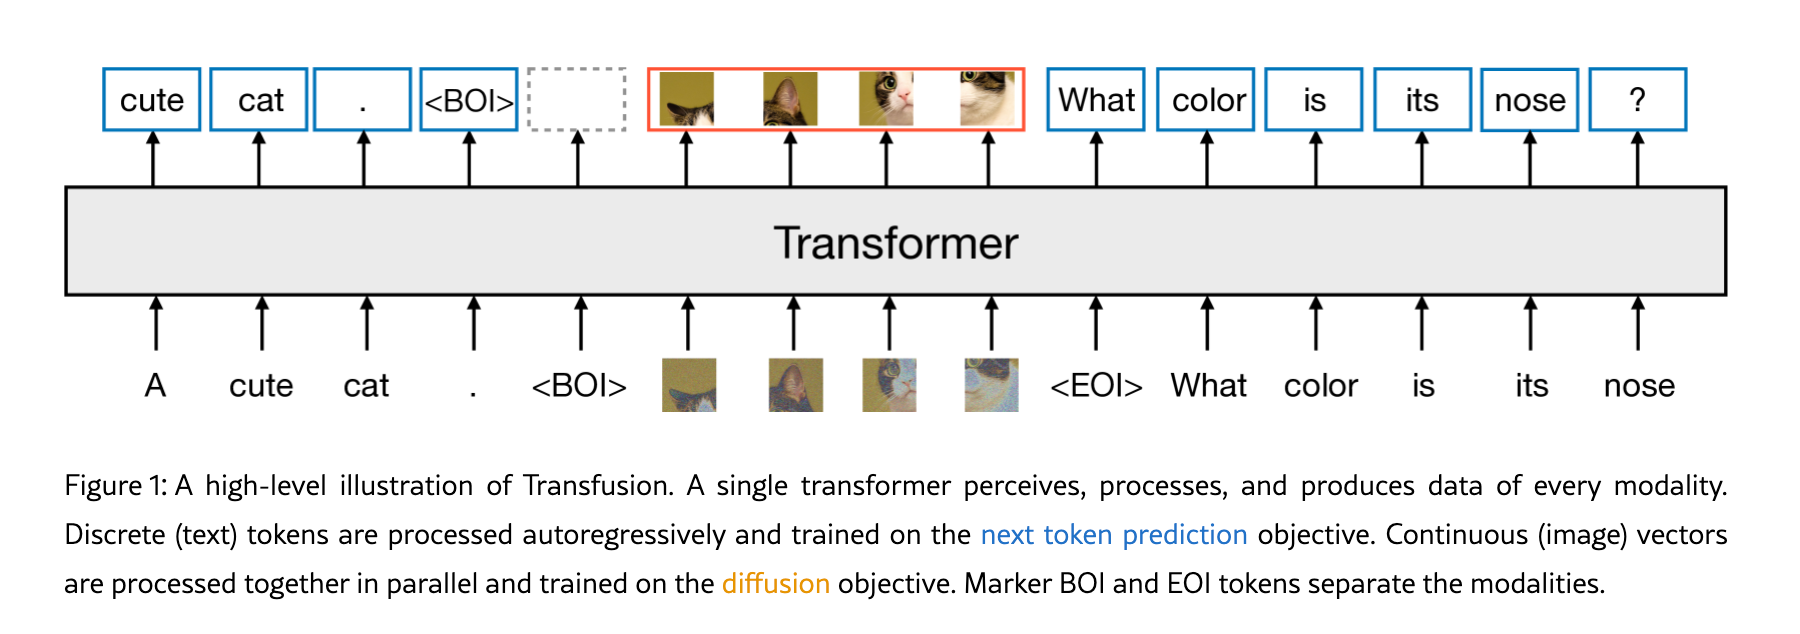 cute cat . <BOI> What color is its nose ?
Transformer
A cute cat . <BOI> <EOI> What color is its nose
Figure 1: A high-level illustration of Transfusion. A single transformer perceives, processes, and produces data of every modality.
Discrete (text) tokens are processed autoregressively and trained on the next token prediction objective. Continuous (image) vectors
are processed together in parallel and trained on the diffusion objective. Marker BOI and EOI tokens separate the modalities.